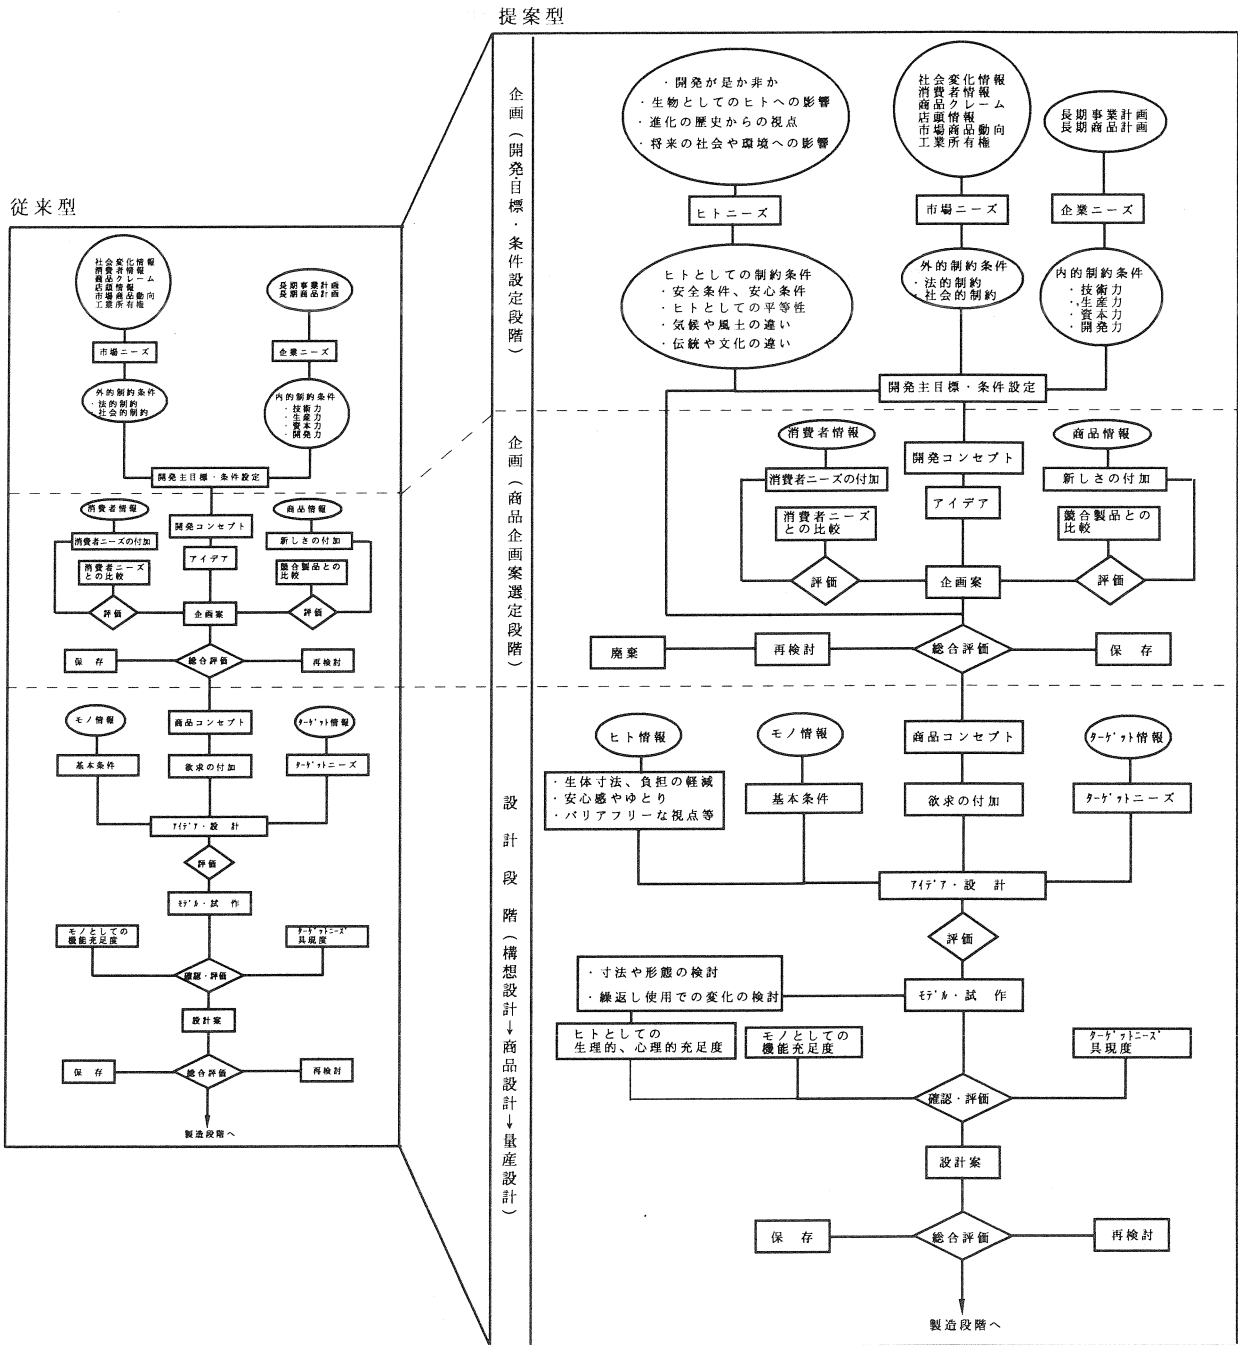 提案型
企画（開発目標・条件設定段階）
・開発が是か非か
・生物としてのヒトへの影響
・進化の歴史からの視点
・将来の社会や環境への影響
社会変化情報
消費者情報
商品クレーム
店頭情報
市場商品動向
工業所有権
長期事業計画
長期商品計画
ヒトニーズ
市場ニーズ
企業ニーズ
ヒトとしての制約条件
・安全条件、安心条件
・ヒトとしての平等性
・気候や風土の違い
・伝統や文化の違い
外的制約条件
・法的制約
・社会的制約
内的制約条件
・技術力
・生産力
・資本力
・開発力
開発主目標・条件設定
企画（商品企画案選定段階）
消費者情報
開発コンセプト
商品情報
消費者ニーズの付加
新しさの付加
アイデア
消費者ニーズ
との比較
競合製品との
比較
評価
企画案
評価
廃棄
再検討
総合評価
保存
設計段階（構想設計→商品設計→量産設計）
ヒト情報
モノ情報
商品コンセプト
ターゲット情報
・生体寸法、負担の軽減
・安心感やゆとり
・バリアフリーな視点等
基本条件
欲求の付加
ターゲットニーズ
アイデア・設計
評価
・寸法や形態の検討
・繰返し使用での変化の検討
モデル・試作
ヒトとしての
生理的、心理的充足度
モノとしての
機能充足度
ターゲットニーズ
具現度
確認・評価
設計案
保存
総合評価
再検討
製造段階へ
従来型
社会変化情報
消費者情報
商品クレーム
店頭情報
市場商品動向
工業所有権
長期事業計画
長期商品計画
市場ニーズ
企業ニーズ
外的制約条件
・法的制約
・社会的制約
内的制約条件
・技術力
・生産力
・資本力
・開発力
開発主目標・条件設定
消費者情報
開発コンセプト
商品情報
消費者ニーズの付加
新しさの付加
アイデア
消費者ニーズ
との比較
競合製品との
比較
評価
企画案
評価
保存
総合評価
再検討
モノ情報
商品コンセプト
ターゲット情報
基本条件
欲求の付加
ターゲットニーズ
アイデア・設計
評価
モデル・試作
モノとしての
機能充足度
ターゲットニーズ
具現度
確認・評価
設計案
保存
総合評価
再検討
製造段階へ